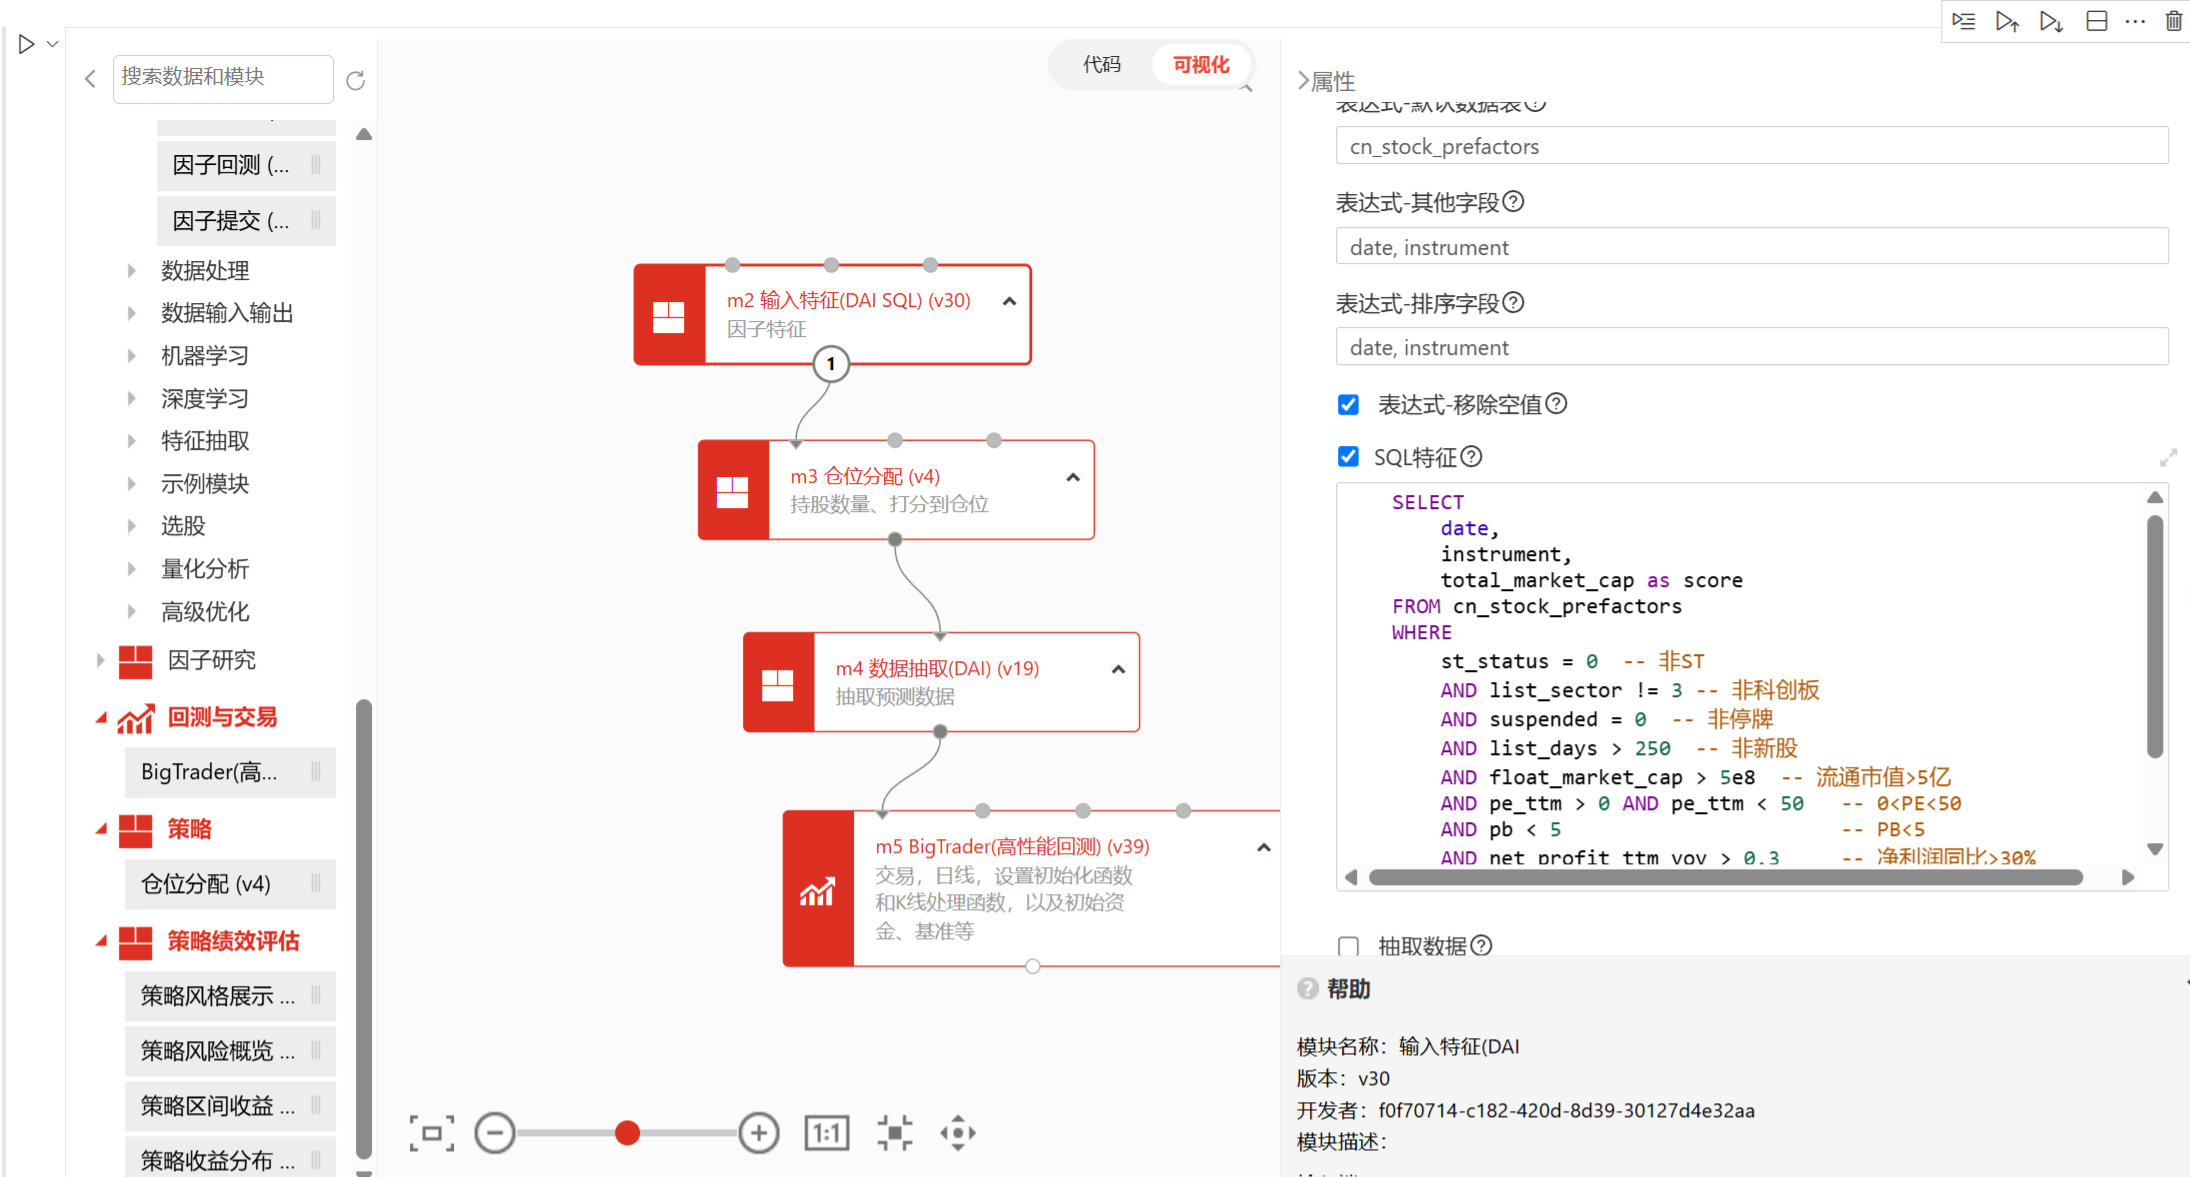 搜索数据和模块
因子回测 (...
因子提交 (...
数据处理
数据输入输出
机器学习
深度学习
特征抽取
示例模块
选股
量化分析
高级优化
因子研究
回测与交易
BigTrader(高...
策略
仓位分配 (v4)
策略绩效评估
策略风格展示 ...
策略风险概览 ...
策略区间收益 ...
策略收益分布 ...
代码
可视化
m2 输入特征(DAI SQL) (v30)
因子特征
1
m3 仓位分配 (v4)
持股数量、打分到仓位
m4 数据抽取(DAI) (v19)
抽取预测数据
m5 BigTrader(高性能回测) (v39)
交易，日线，设置初始化函数
和K线处理函数，以及初始资
金、基准等
1:1
属性
表达式-默认数据表
cn_stock_prefactors
表达式-其他字段
date, instrument
表达式-排序字段
date, instrument
表达式-移除空值
SQL特征
SELECT
date,
instrument,
total_market_cap as score
FROM cn_stock_prefactors
WHERE
st_status = 0 -- 非ST
AND list_sector != 3 -- 非科创板
AND suspended = 0 -- 非停牌
AND list_days > 250 -- 非新股
AND float_market_cap > 5e8 -- 流通市值>5亿
AND pe_ttm > 0 AND pe_ttm < 50 -- 0<PE<50
AND pb < 5 -- PB<5
AND net_profit_ttm_yoy > 0.3 -- 净利润同比>30%
抽取数据
帮助
模块名称：输入特征(DAI
版本：v30
开发者：f0f70714-c182-420d-8d39-30127d4e32aa
模块描述：